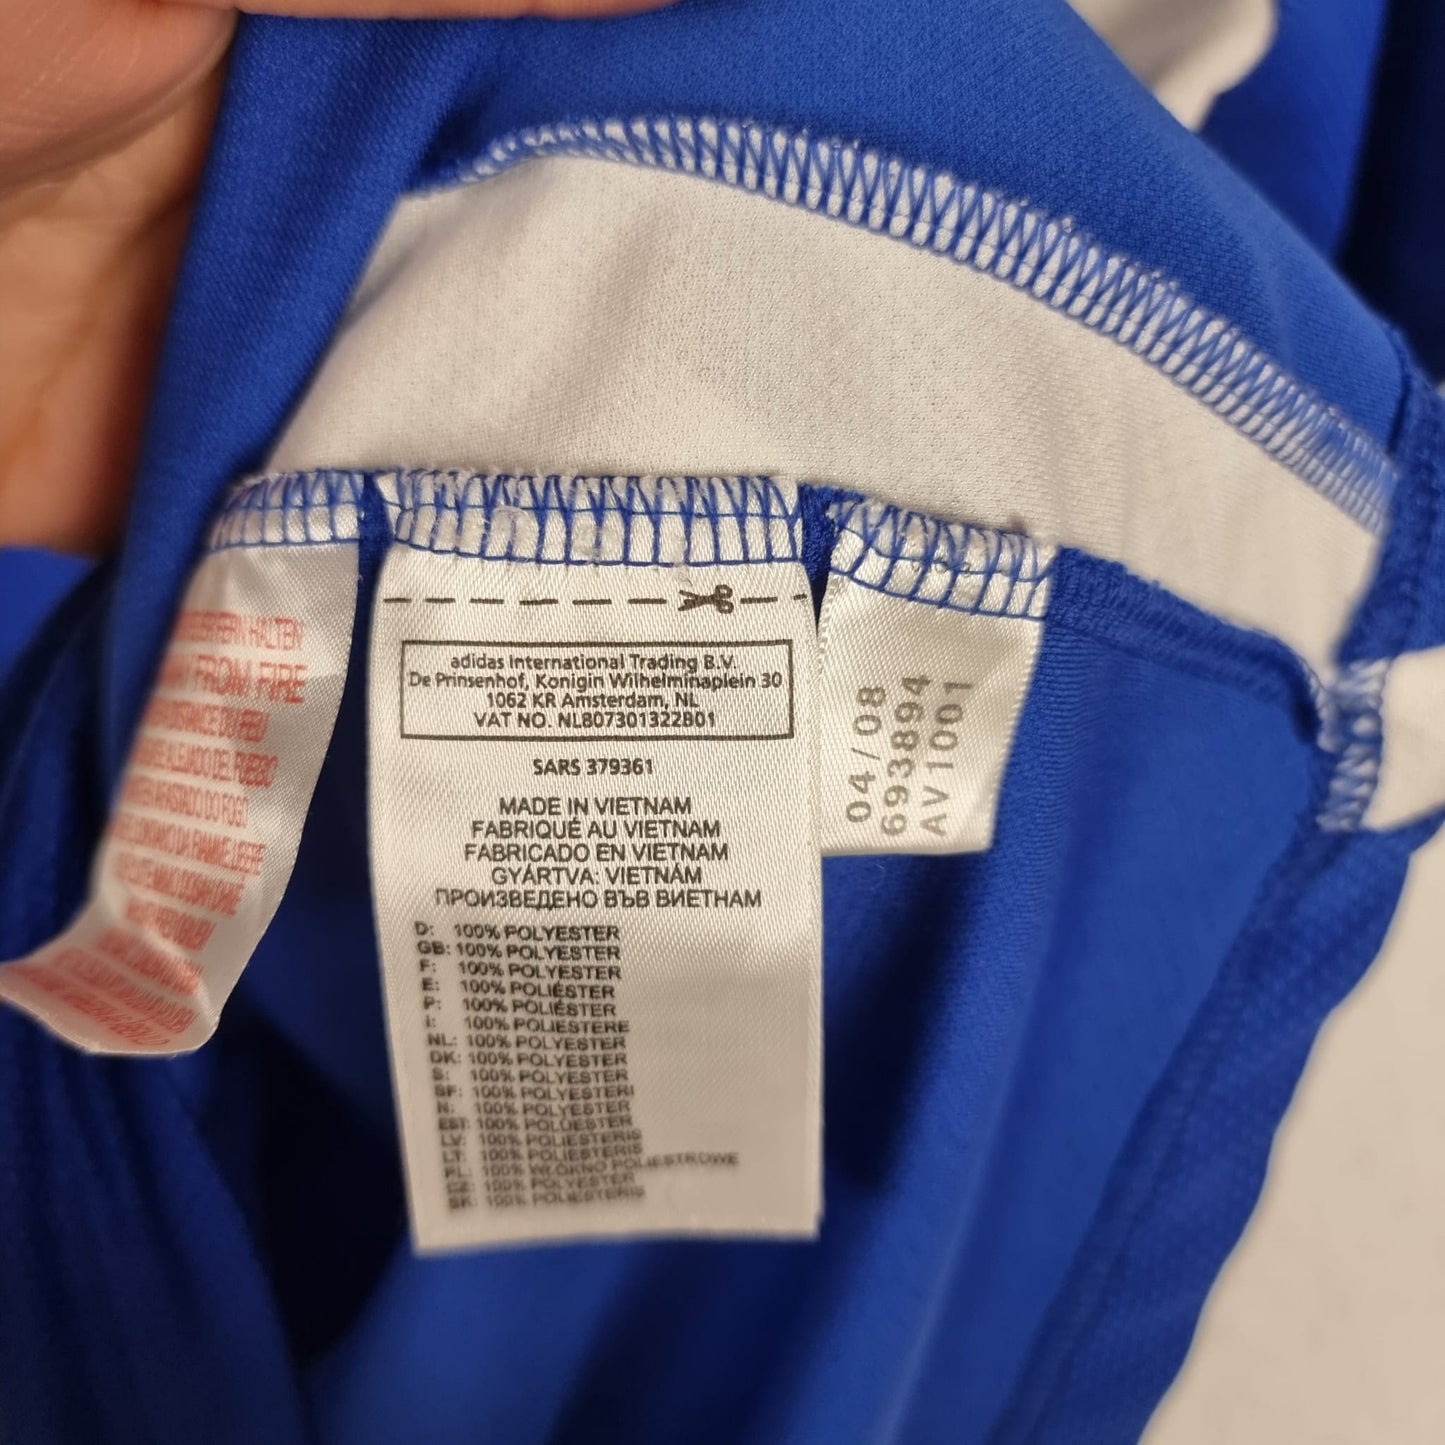 HALTEN
FROM FIRE
adidas International Trading B.V.
De Prinsenhof, Konigin Wilhelminaplein 30
1062 KR Amsterdam, NL
VAT NO. NL807301322B01
SARS 379361
MADE IN VIETNAM
FABRIQUÉ AU VIETNAM
FABRICADO EN VIETNAM
GYÁRTVA: VIETNÁM
ПРОИЗВЕДЕНО ВЪВ ВИЕТНАМ
D: 100% POLYESTER
GB: 100% POLYESTER
F: 100% POLYESTER
E: 100% POLIÉSTER
P: 100% POLIÉSTER
I: 100% POLIESTERE
NL: 100% POLYESTER
DK: 100% POLYESTER
S: 100% POLYESTER
SF: 100% POLYESTERI
N: 100% POLYESTER
EST: 100% POLÜESTER
LV: 100% POLIESTERIS
LT: 100% POLIESTERIS
PL: 100% WŁÓKNO POLIESTROWE
CZ: 100% POLYESTER
SK: 100% POLIESTERIS
04/08
693894
AV1001